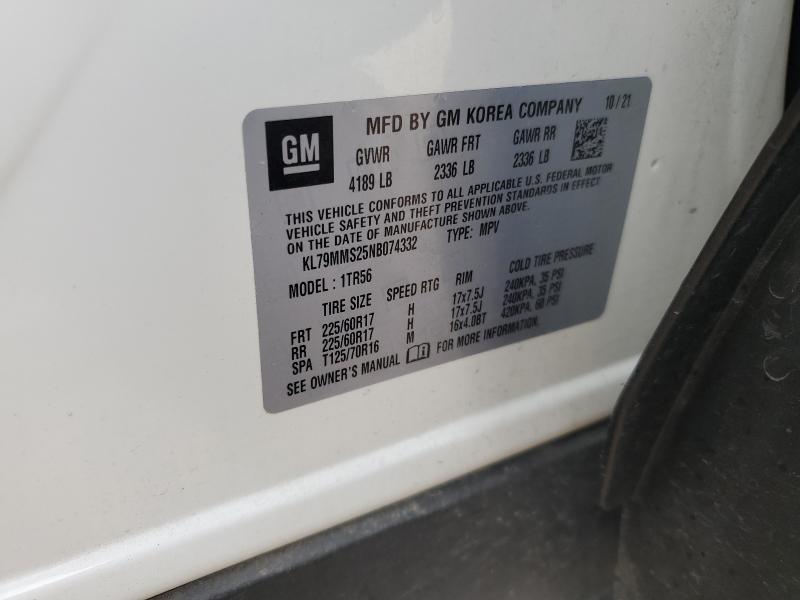 GM
MFD BY GM KOREA COMPANY 10 / 21
GVWR GAWR FRT GAWR RR
4189 LB 2336 LB 2336 LB
THIS VEHICLE CONFORMS TO ALL APPLICABLE U.S. FEDERAL MOTOR
VEHICLE SAFETY AND THEFT PREVENTION STANDARDS IN EFFECT
ON THE DATE OF MANUFACTURE SHOWN ABOVE.
KL79MMS25NB074332 TYPE: MPV
MODEL : 1TR56
TIRE SIZE SPEED RTG RIM COLD TIRE PRESSURE
FRT 225/60R17 H 17x7.5J 240KPA, 35 PSI
RR 225/60R17 H 17x7.5J 240KPA, 35 PSI
SPA T125/70R16 M 16x4.0BT 420KPA, 60 PSI
SEE OWNER'S MANUAL FOR MORE INFORMATION.